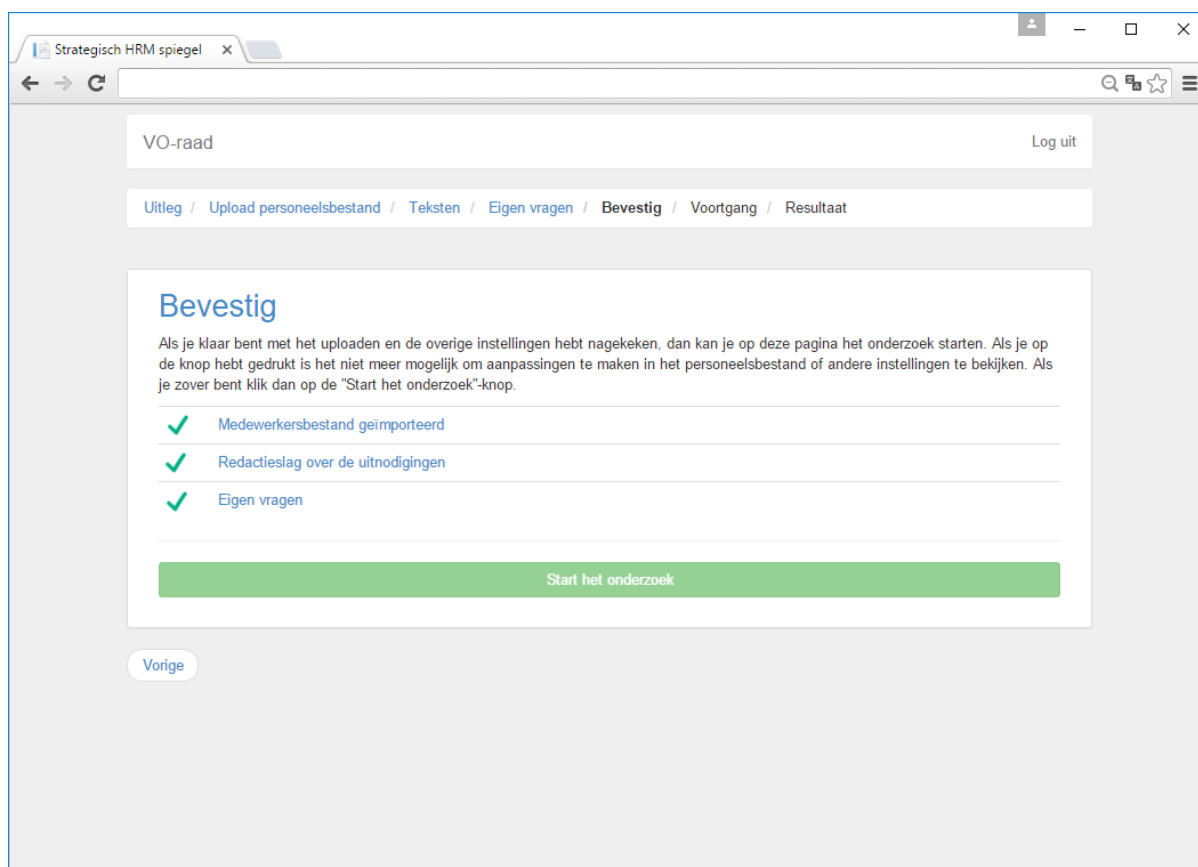 Strategisch HRM spiegel
VO-raad
Log uit
Uitleg / Upload personeelsbestand / Teksten / Eigen vragen / Bevestig / Voortgang / Resultaat
Bevestig
Als je klaar bent met het uploaden en de overige instellingen hebt nagekeken, dan kan je op deze pagina het onderzoek starten. Als je op
de knop hebt gedrukt is het niet meer mogelijk om aanpassingen te maken in het personeelsbestand of andere instellingen te bekijken. Als
je zover bent klik dan op de "Start het onderzoek"-knop.
Medewerkersbestand geïmporteerd
Redactieslag over de uitnodigingen
Eigen vragen
Start het onderzoek
Vorige